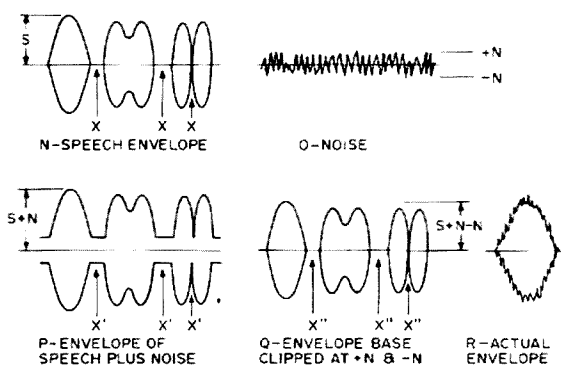 S
+N
-N
X X X
N-SPEECH ENVELOPE
O-NOISE
S+N
S+N-N
X' X' X'
X" X" X"
P-ENVELOPE OF
SPEECH PLUS NOISE
Q-ENVELOPE BASE
CLIPPED AT +N & -N
R-ACTUAL
ENVELOPE